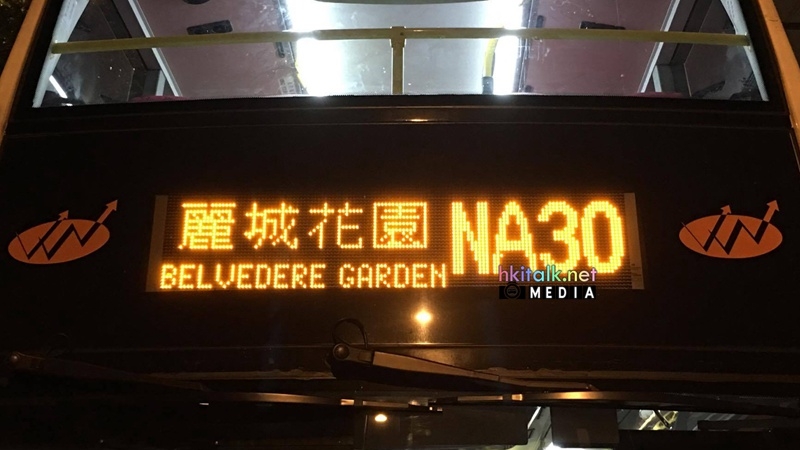 麗城花園
BELVEDERE GARDEN
NA30
hkitalk.net
MEDIA